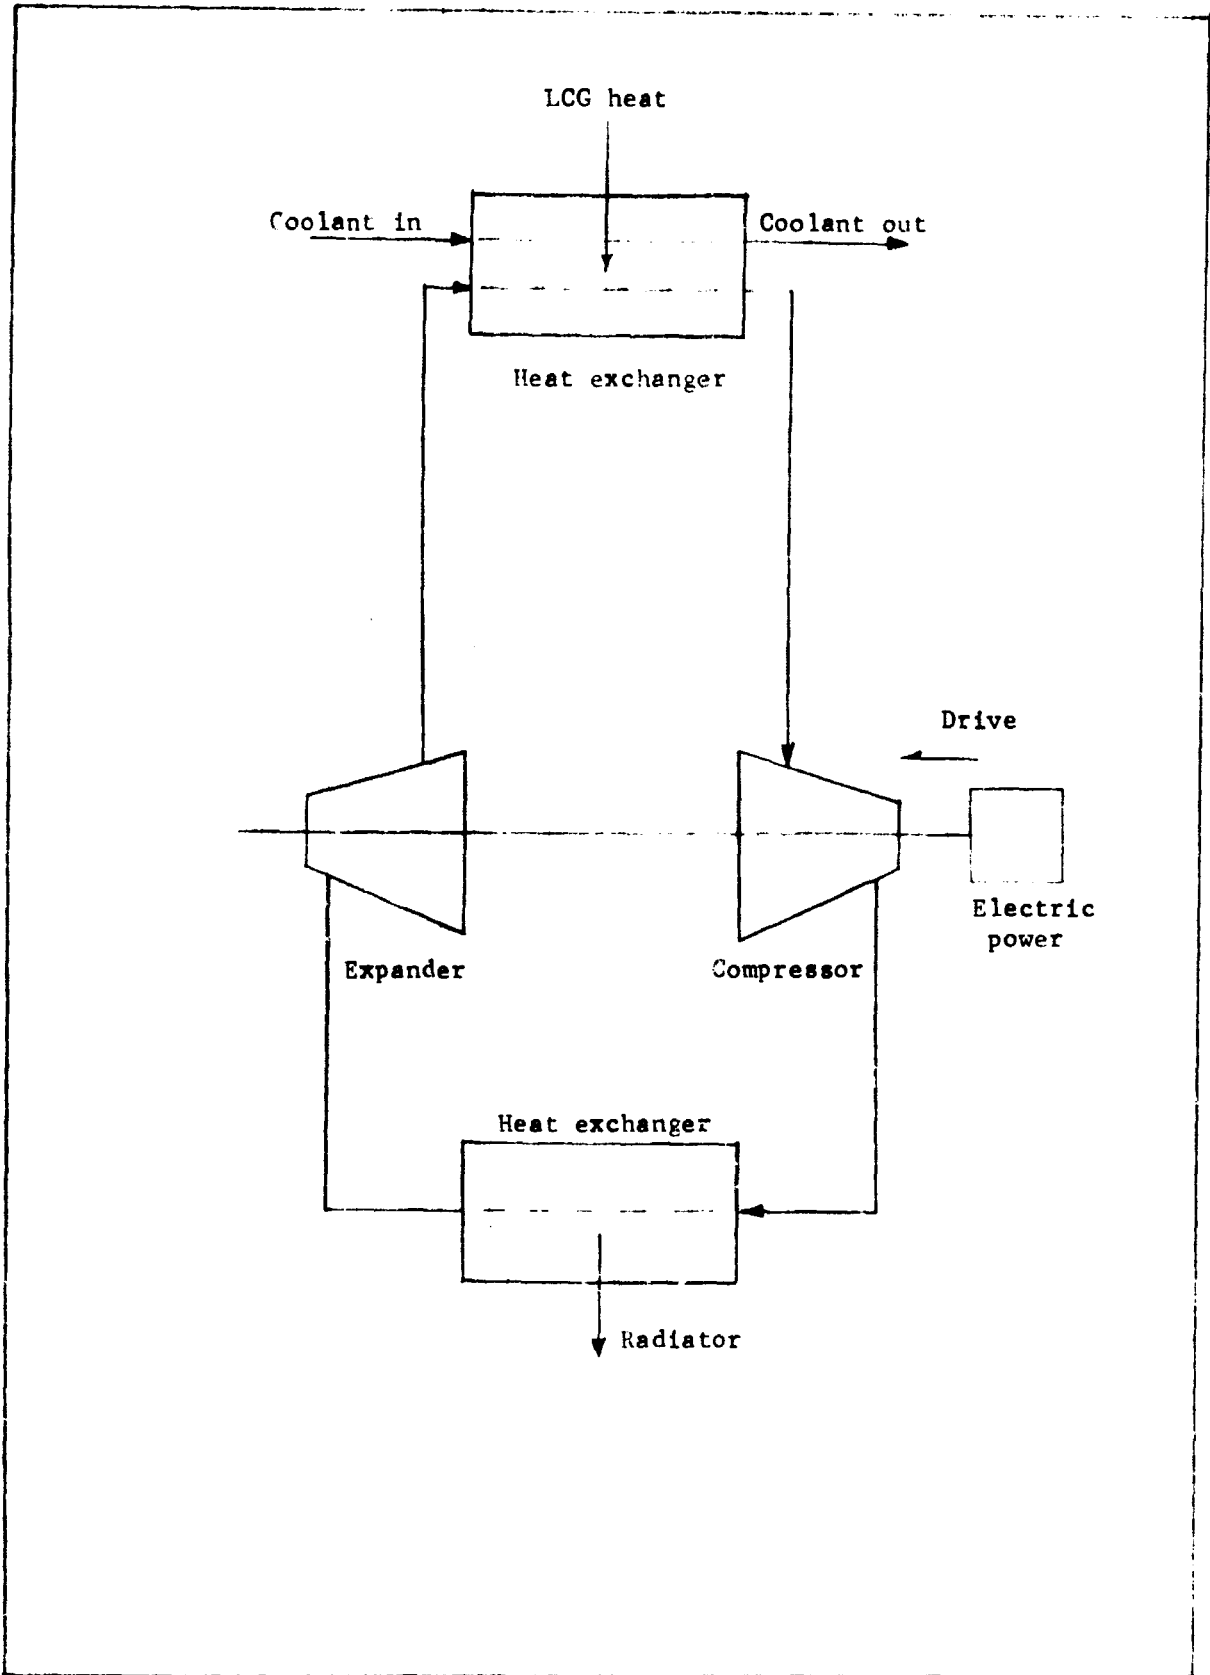 LCG heat
Coolant in
Coolant out
Heat exchanger
Drive
Electric
power
Expander
Compressor
Heat exchanger
Radiator